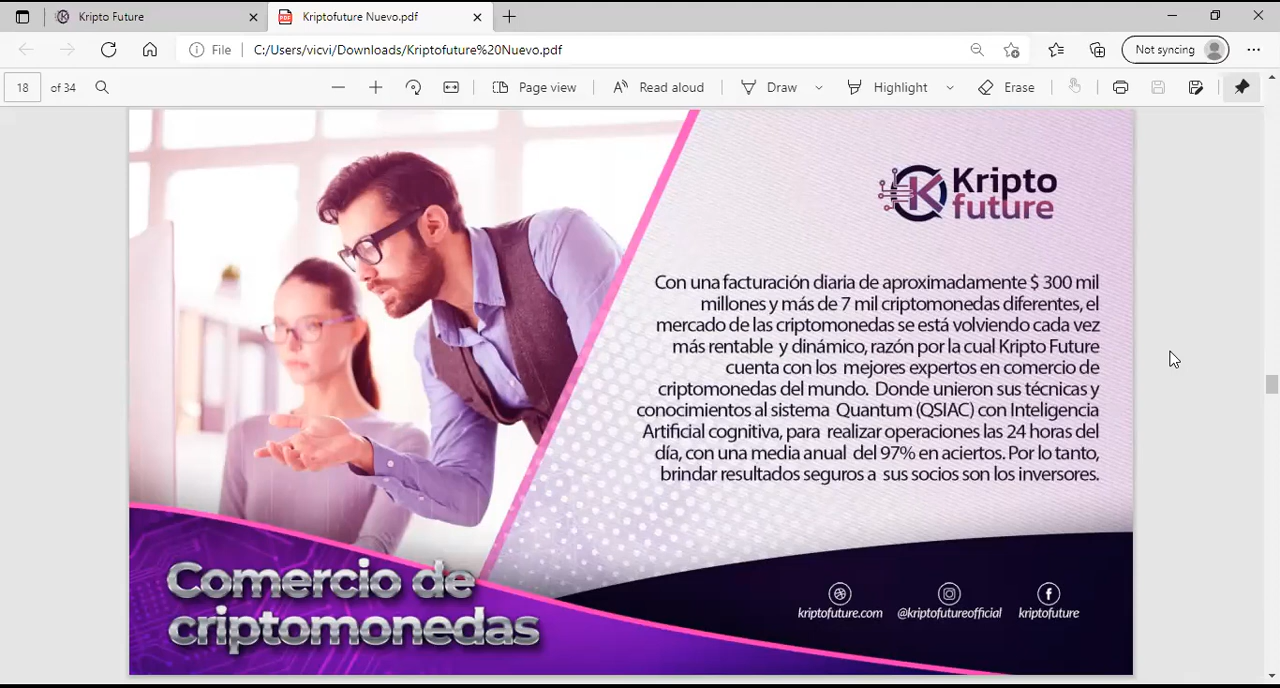 Kripto Future
Kriptofuture Nuevo.pdf
File
C:/Users/vicvi/Downloads/Kriptofuture%20Nuevo.pdf
Not syncing
18 of 34
Page view
Read aloud
Draw
Highlight
Erase
Kripto
future
Con una facturación diaria de aproximadamente $ 300 mil
millones y más de 7 mil criptomonedas diferentes, el
mercado de las criptomonedas se está volviendo cada vez
más rentable y dinámico, razón por la cual Kripto Future
cuenta con los mejores expertos en comercio de
criptomonedas del mundo. Donde unieron sus técnicas y
conocimientos al sistema Quantum (QSIAC) con Inteligencia
Artificial cognitiva, para realizar operaciones las 24 horas del
día, con una media anual del 97% en aciertos. Por lo tanto,
brindar resultados seguros a sus socios son los inversores.
Comercio de
criptomonedas
kriptofuture.com
@kriptofutureofficial
kriptofuture